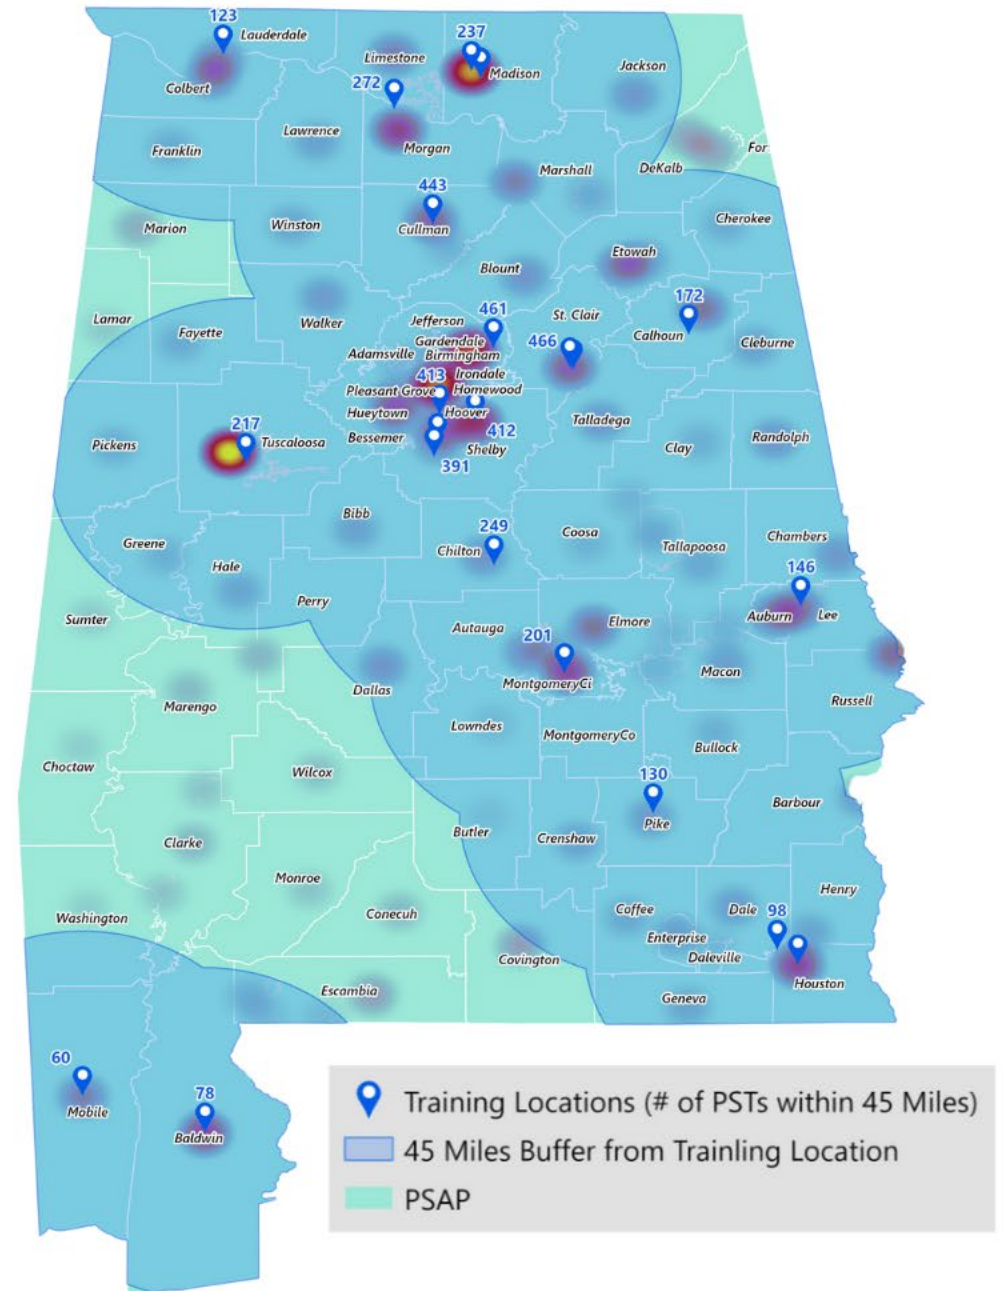 123
Lauderdale
237
Limestone
Madison
Jackson
272
Colbert
Lawrence
Franklin
Morgan
For
Marshall
DeKalb
443
Cullman
Winston
Cherokee
Marion
Etowah
Blount
172
461
St. Clair
Lamar
Walker
Jefferson
Fayette
Gardendale
466
Calhoun
Cleburne
Adamsville
Birmingham
413
Irondale
Pleasant Grove
Homewood
Hueytown
Hoover
217
Talladega
412
Tuscaloosa
Bessemer
Shelby
Pickens
Clay
Randolph
391
Bibb
249
Coosa
Chambers
Greene
Chilton
Tallapoosa
Hale
146
Perry
Sumter
Autauga
Elmore
Auburn
Lee
201
Dallas
MontgomeryCi
Macon
Marengo
Russell
Lowndes
MontgomeryCo
Bullock
Choctaw
Wilcox
130
Barbour
Butler
Pike
Clarke
Crenshaw
Monroe
Henry
Washington
Conecuh
Coffee
Dale
98
Enterprise
Covington
Daleville
Escambia
Houston
Geneva
60
78
Mobile
Baldwin
Training Locations (# of PSTs within 45 Miles)
45 Miles Buffer from Trainling Location
PSAP